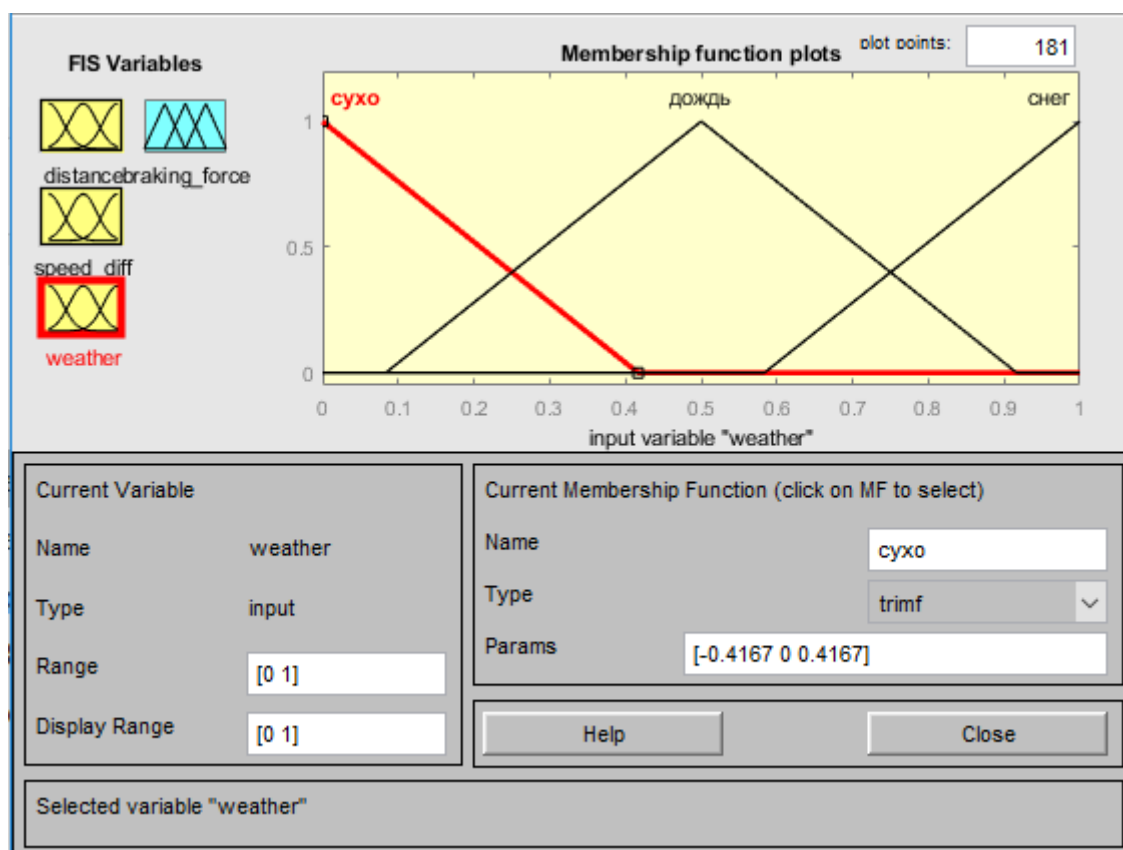 FIS Variables
distance
braking_force
speed_diff
weather
Membership function plots
plot points:
181
сухо
дождь
снег
1
0.5
0
0
0.1
0.2
0.3
0.4
0.5
0.6
0.7
0.8
0.9
1
input variable "weather"
Current Variable
Name
weather
Type
input
Range
[0 1]
Display Range
[0 1]
Current Membership Function (click on MF to select)
Name
сухо
Type
trimf
Params
[-0.4167 0 0.4167]
Help
Close
Selected variable "weather"